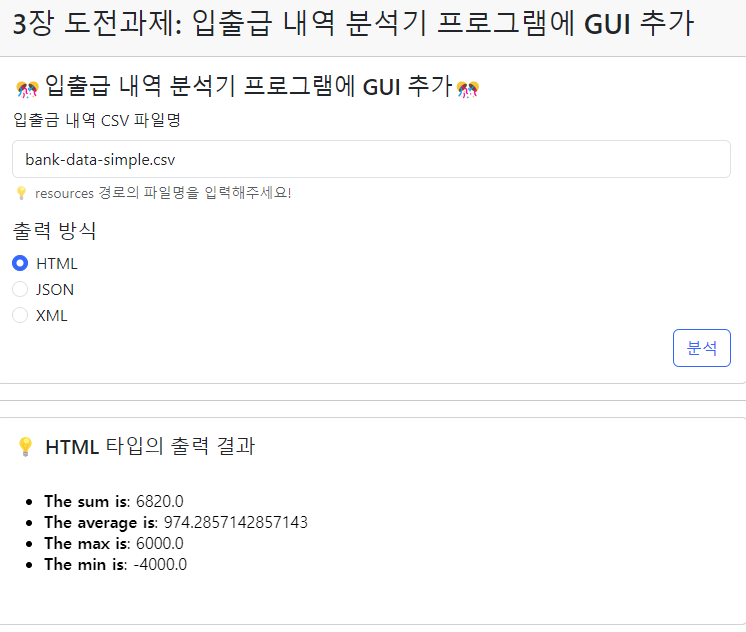 3장 도전과제: 입출급 내역 분석기 프로그램에 GUI 추가
🎊 입출급 내역 분석기 프로그램에 GUI 추가🎊
입출금 내역 CSV 파일명
bank-data-simple.csv
💡 resources 경로의 파일명을 입력해주세요!
출력 방식
HTML
JSON
XML
분석
💡 HTML 타입의 출력 결과
• The sum is: 6820.0
• The average is: 974.2857142857143
• The max is: 6000.0
• The min is: -4000.0